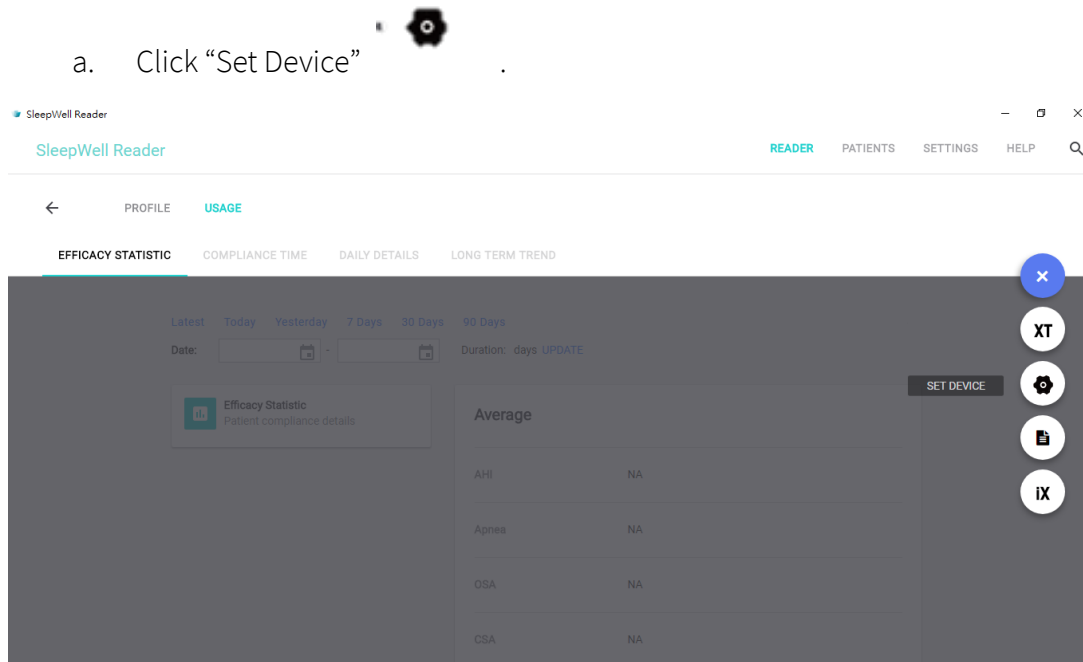 a. Click “Set Device” .
SleepWell Reader
SleepWell Reader READER PATIENTS SETTINGS HELP
PROFILE USAGE
EFFICACY STATISTIC COMPLIANCE TIME DAILY DETAILS LONG TERM TREND
Latest Today Yesterday 7 Days 30 Days 90 Days
XT
Date: - Duration: days UPDATE
SET DEVICE
Efficacy Statistic
Patient compliance details
Average
AHI NA
iX
Apnea NA
OSA NA
CSA NA